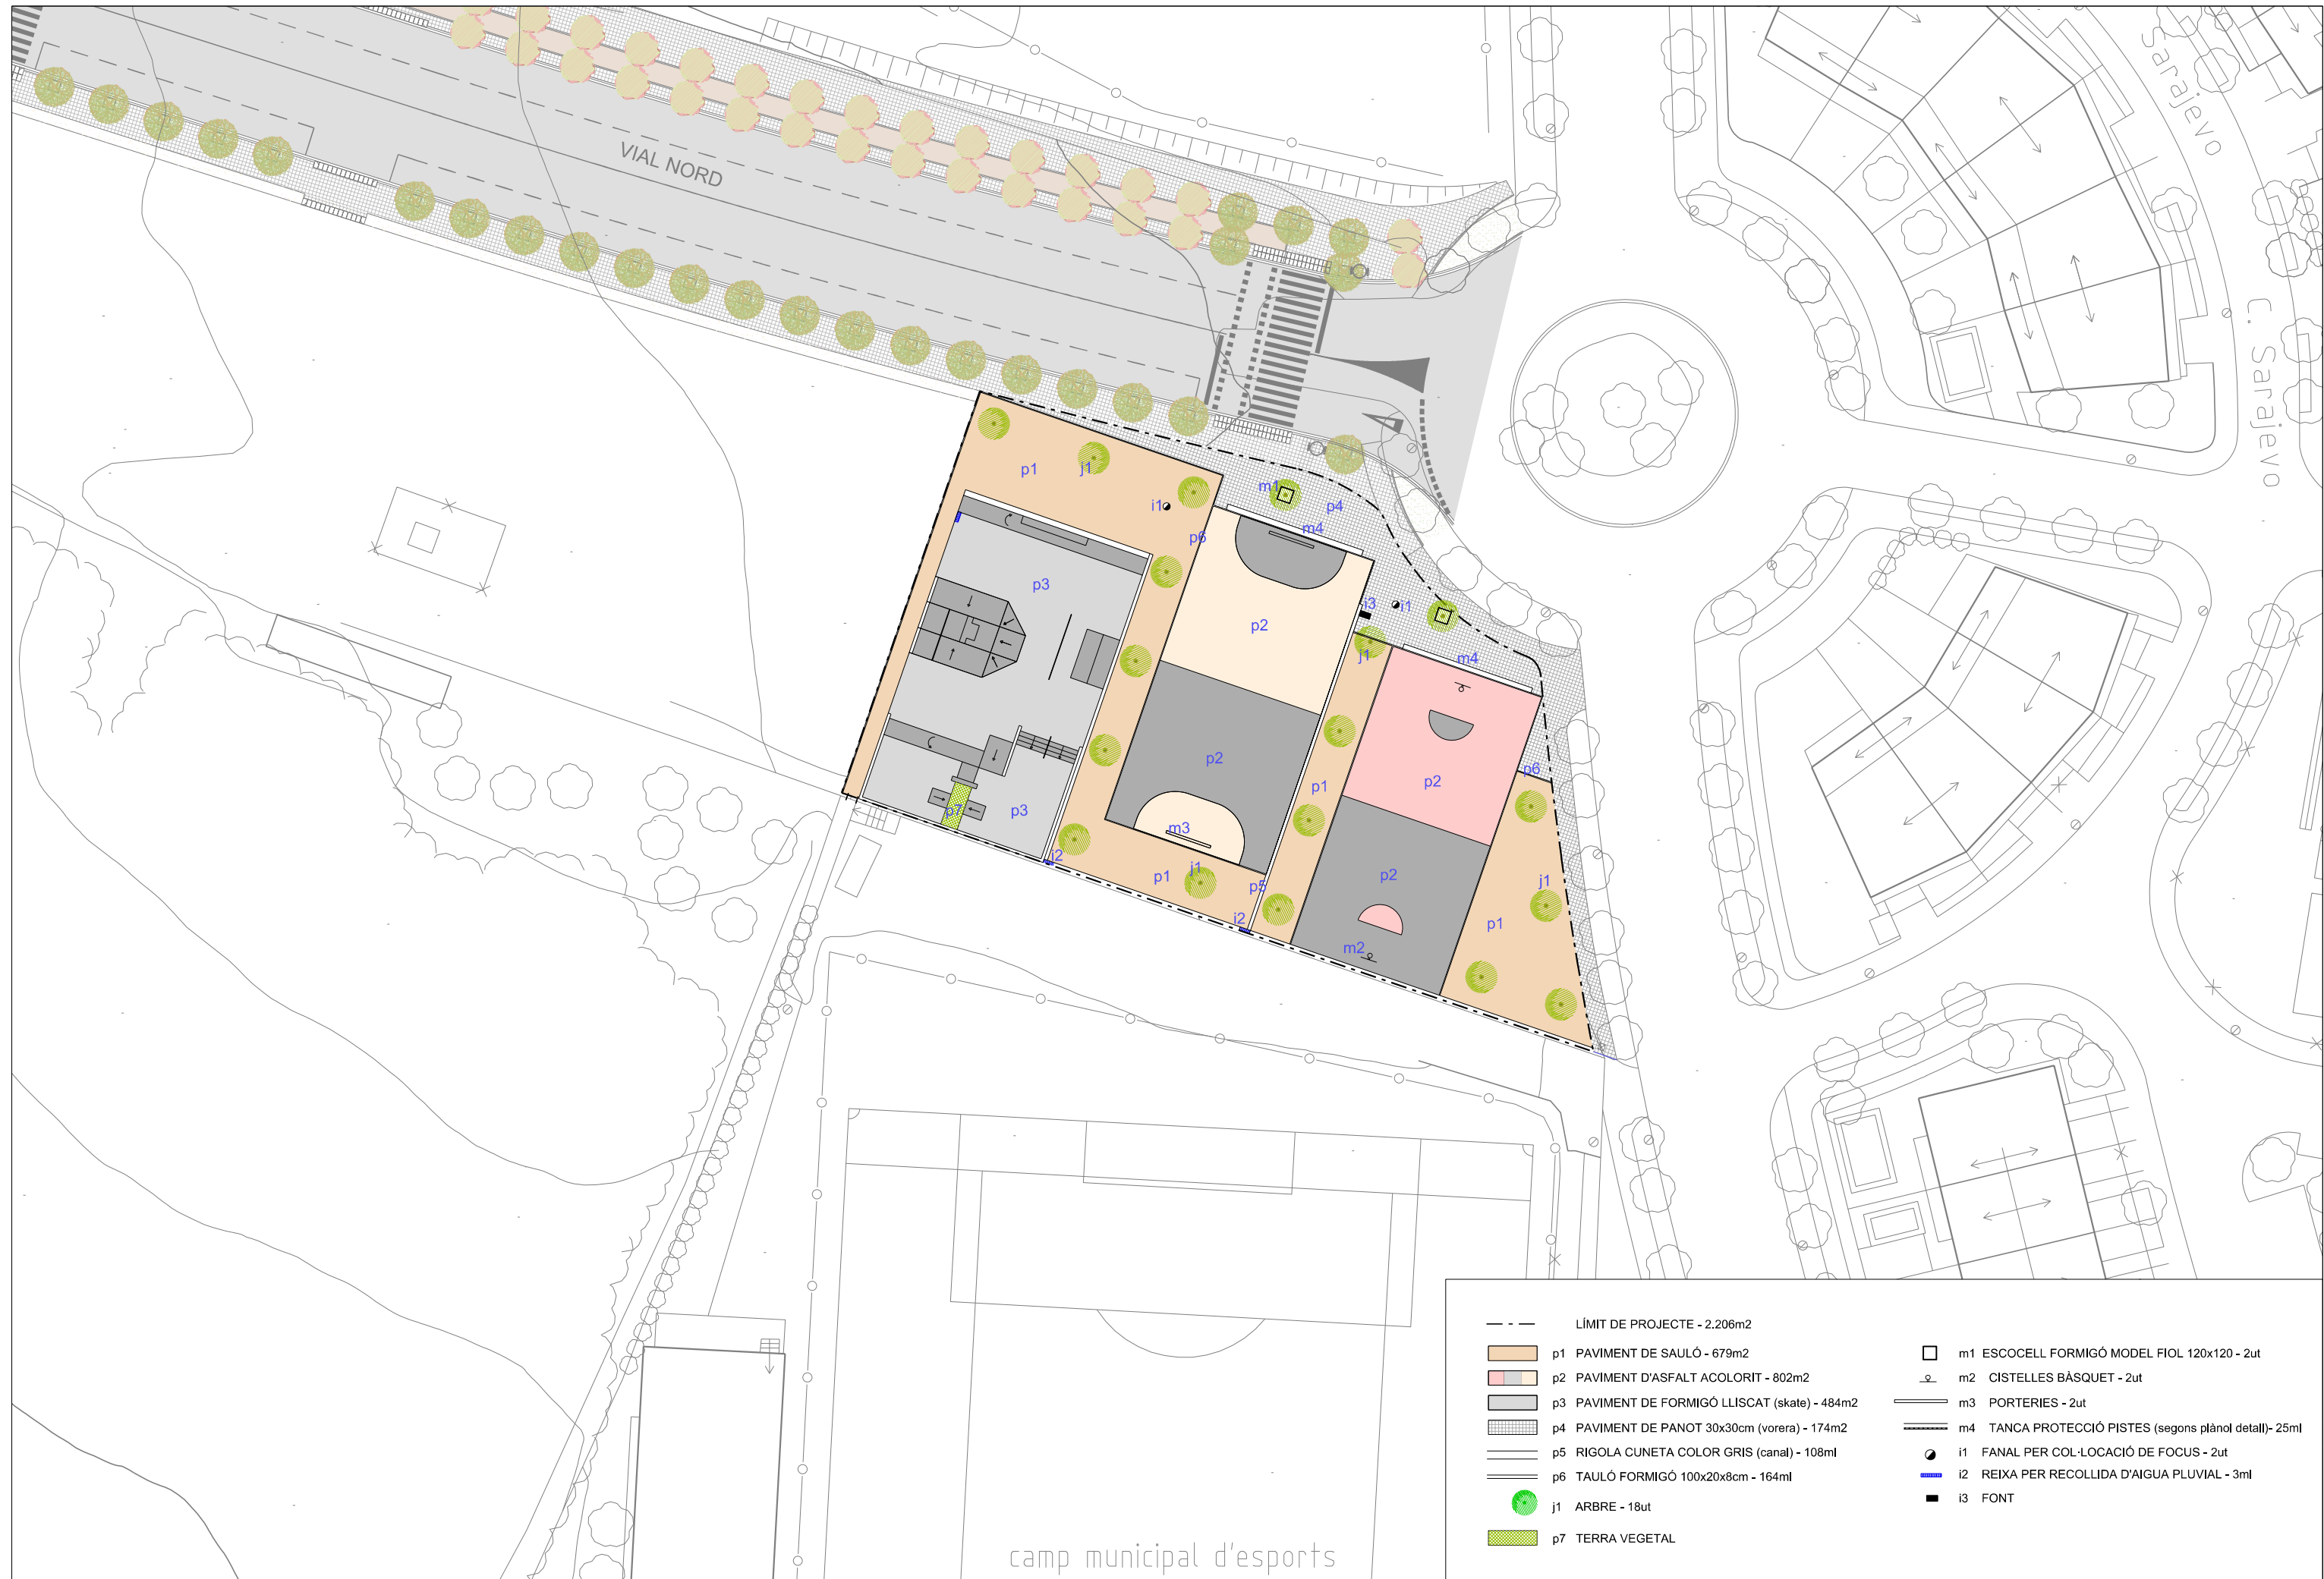 Sarajevo
VIAL NORD
C. Sarajevo
p1
j1
i1
m1
p4
m4
p6
p3
p2
i3
i1
j1
m4
p2
p6
p2
p1
p7
p3
m3
j1
i2
p1
p5
i2
p2
m2
j1
p1
LÍMIT DE PROJECTE - 2.206m2
p1 PAVIMENT DE SAULÓ - 679m2
p2 PAVIMENT D'ASFALT ACOLORIT - 802m2
p3 PAVIMENT DE FORMIGÓ LLISCAT (skate) - 484m2
p4 PAVIMENT DE PANOT 30x30cm (vorera) - 174m2
p5 RIGOLA CUNETA COLOR GRIS (canal) - 108ml
p6 TAULÓ FORMIGÓ 100x20x8cm - 164ml
j1 ARBRE - 18ut
p7 TERRA VEGETAL
m1 ESCOCELL FORMIGÓ MODEL FIOL 120x120 - 2ut
m2 CISTELLES BÀSQUET - 2ut
m3 PORTERIES - 2ut
m4 TANCA PROTECCIÓ PISTES (segons plànol detall)- 25ml
i1 FANAL PER COL·LOCACIÓ DE FOCUS - 2ut
i2 REIXA PER RECOLLIDA D'AIGUA PLUVIAL - 3ml
i3 FONT
camp municipal d'esports